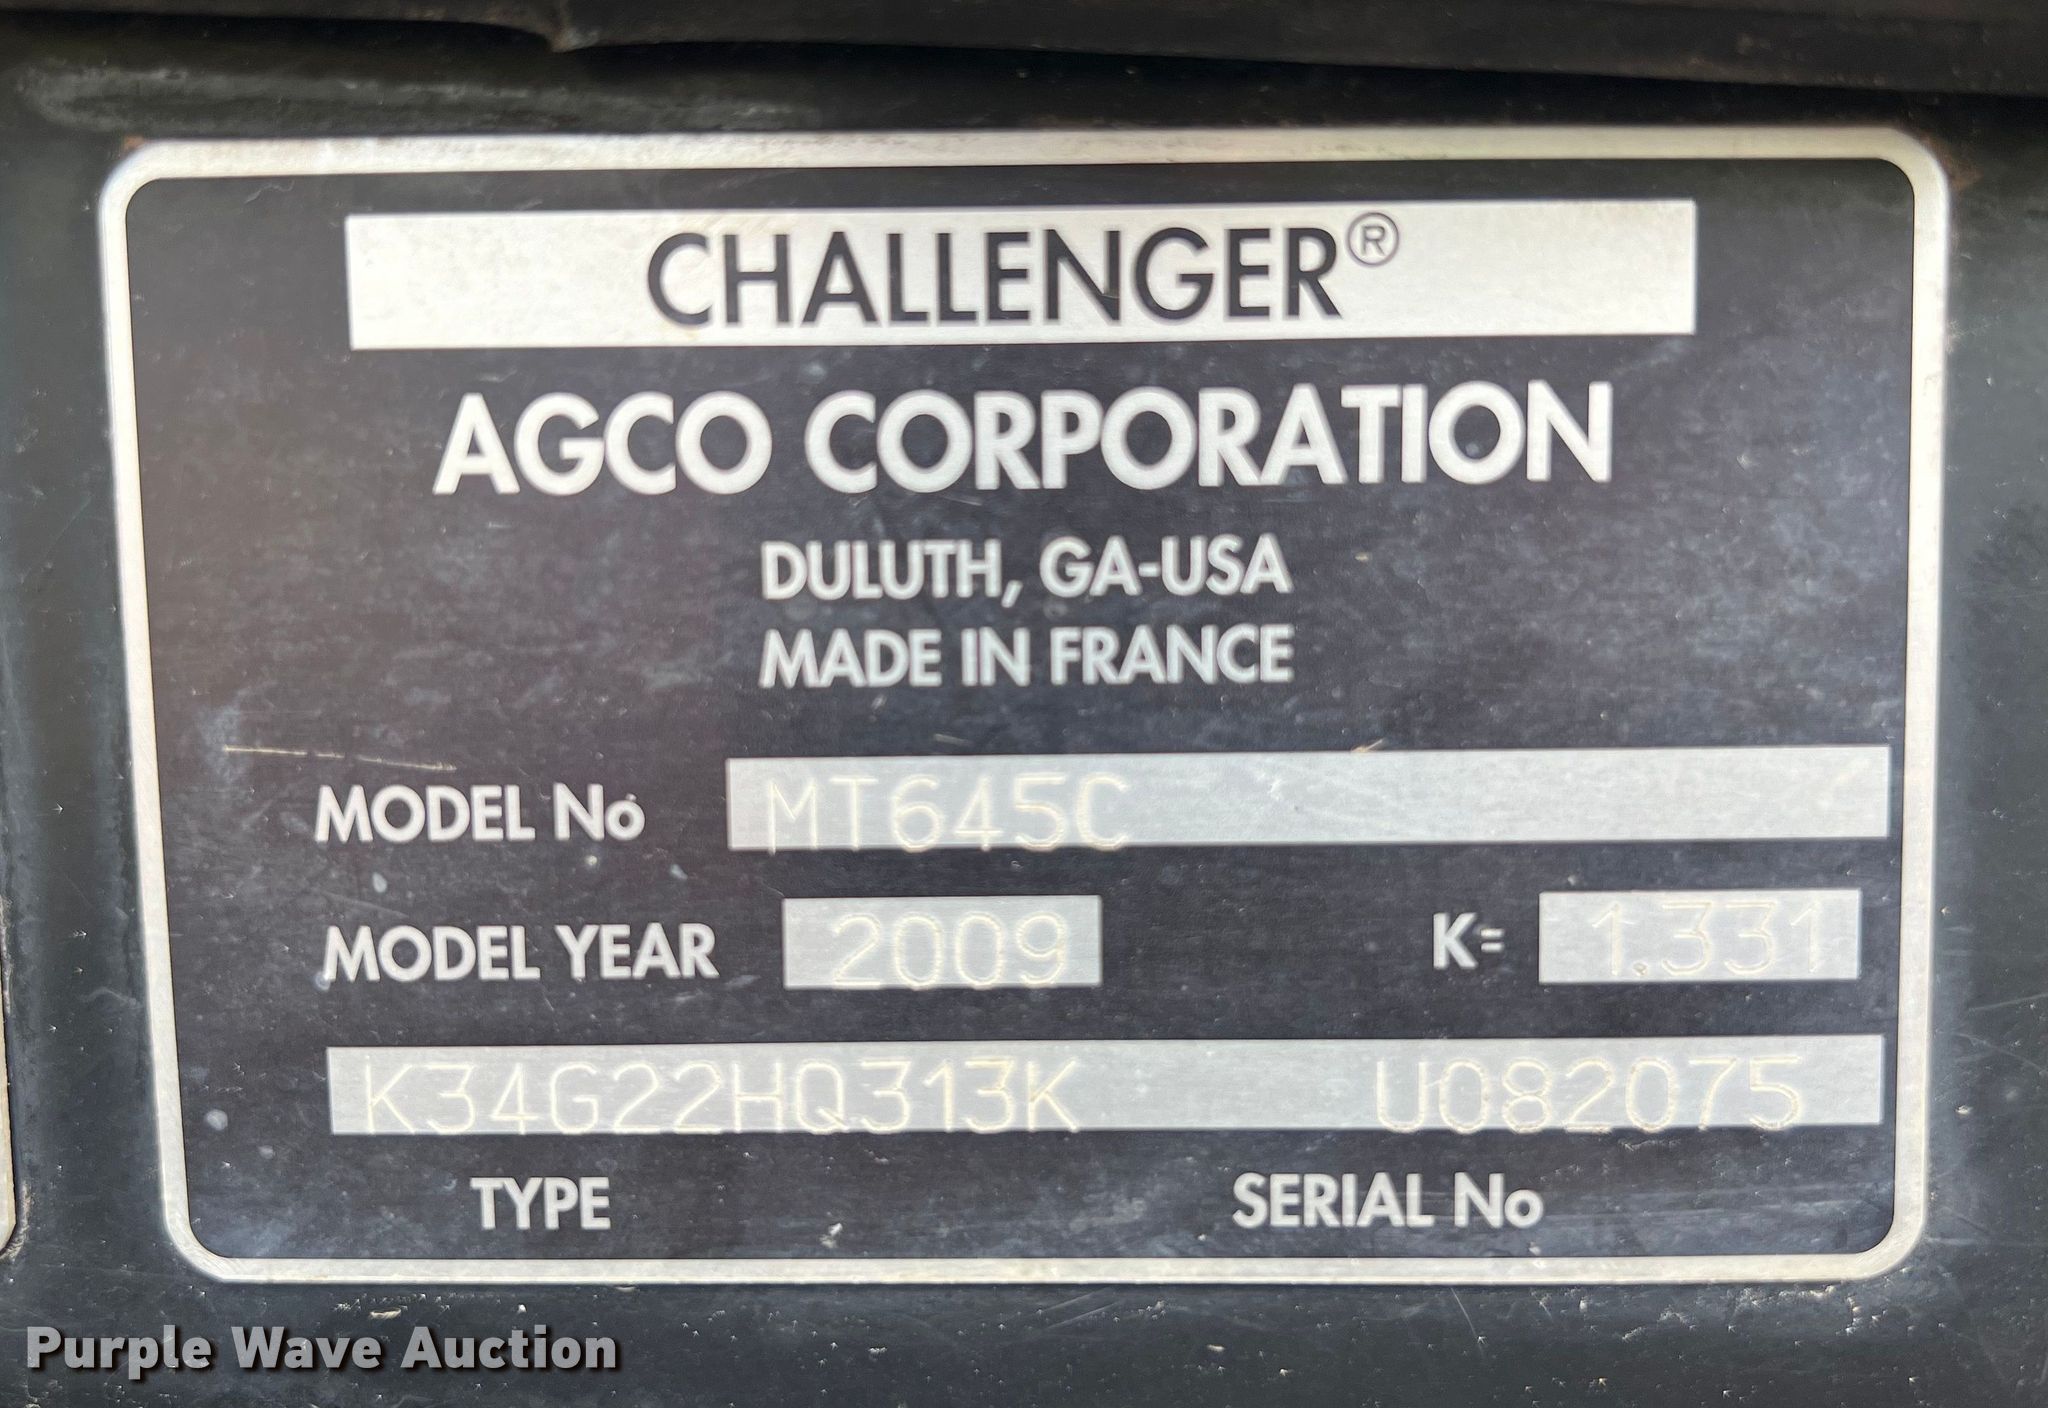 CHALLENGER®
AGCO CORPORATION
DULUTH, GA-USA
MADE IN FRANCE
MODEL No MT645C
MODEL YEAR 2009 K= 1.331
K34G22HQ313K U082075
TYPE SERIAL No
Purple Wave Auction